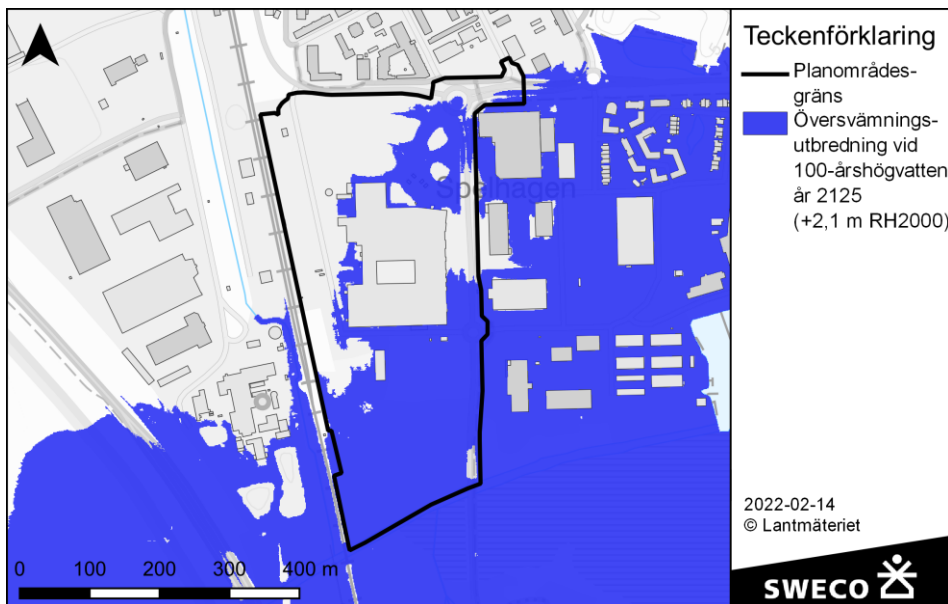 Spelhagen
0 100 200 300 400 m
Teckenförklaring
Planområdes-
gräns
Översvämnings-
utbredning vid
100-årshögvatten
år 2125
(+2,1 m RH2000)
2022-02-14
© Lantmäteriet
SWECO